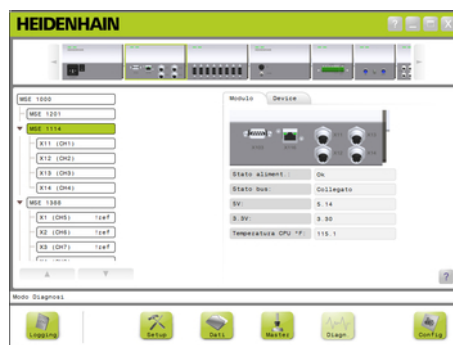 HEIDENHAIN
MSE 1000
MSE 1201
MSE 1114
X11 (CH1)
X12 (CH2)
X13 (CH3)
X14 (CH4)
MSE 1388
X1 (CH5) !ref
X2 (CH6) !ref
X3 (CH7) !ref
Modulo Device
Stato aliment.: Ok
Stato bus: Collegato
5V: 5.14
3.3V: 3.30
Temperatura CPU °F: 115.1
?
Modo Diagnosi
Logging Setup Dati Master Diagn Config